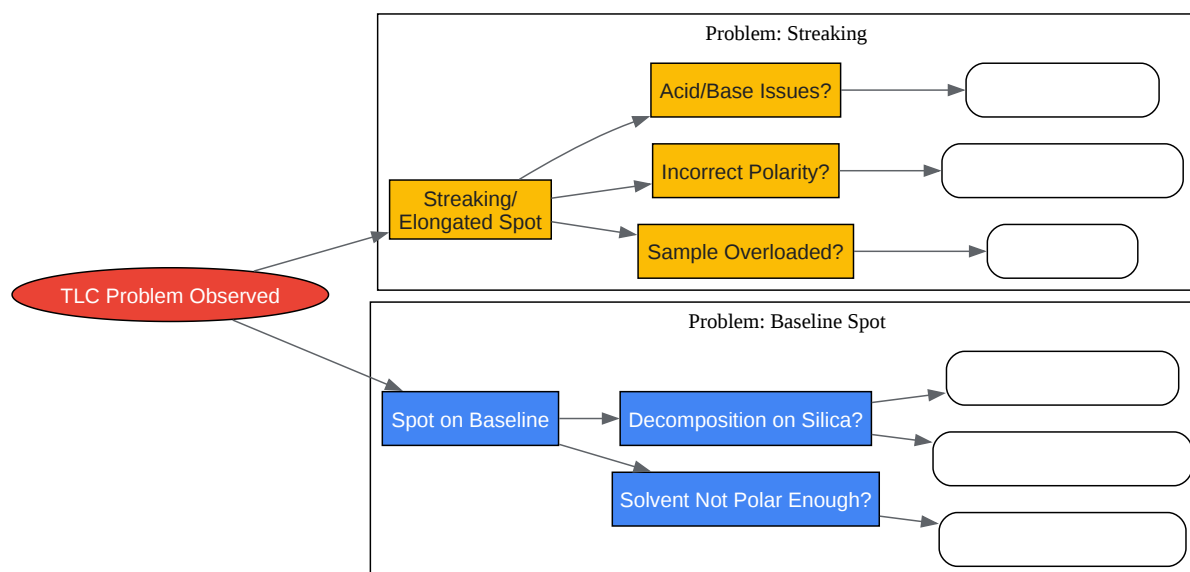 Problem: Streaking
Acid/Base Issues?
Incorrect Polarity?
Streaking/
Elongated Spot
Sample Overloaded?
TLC Problem Observed
Problem: Baseline Spot
Spot on Baseline
Decomposition on Silica?
Solvent Not Polar Enough?